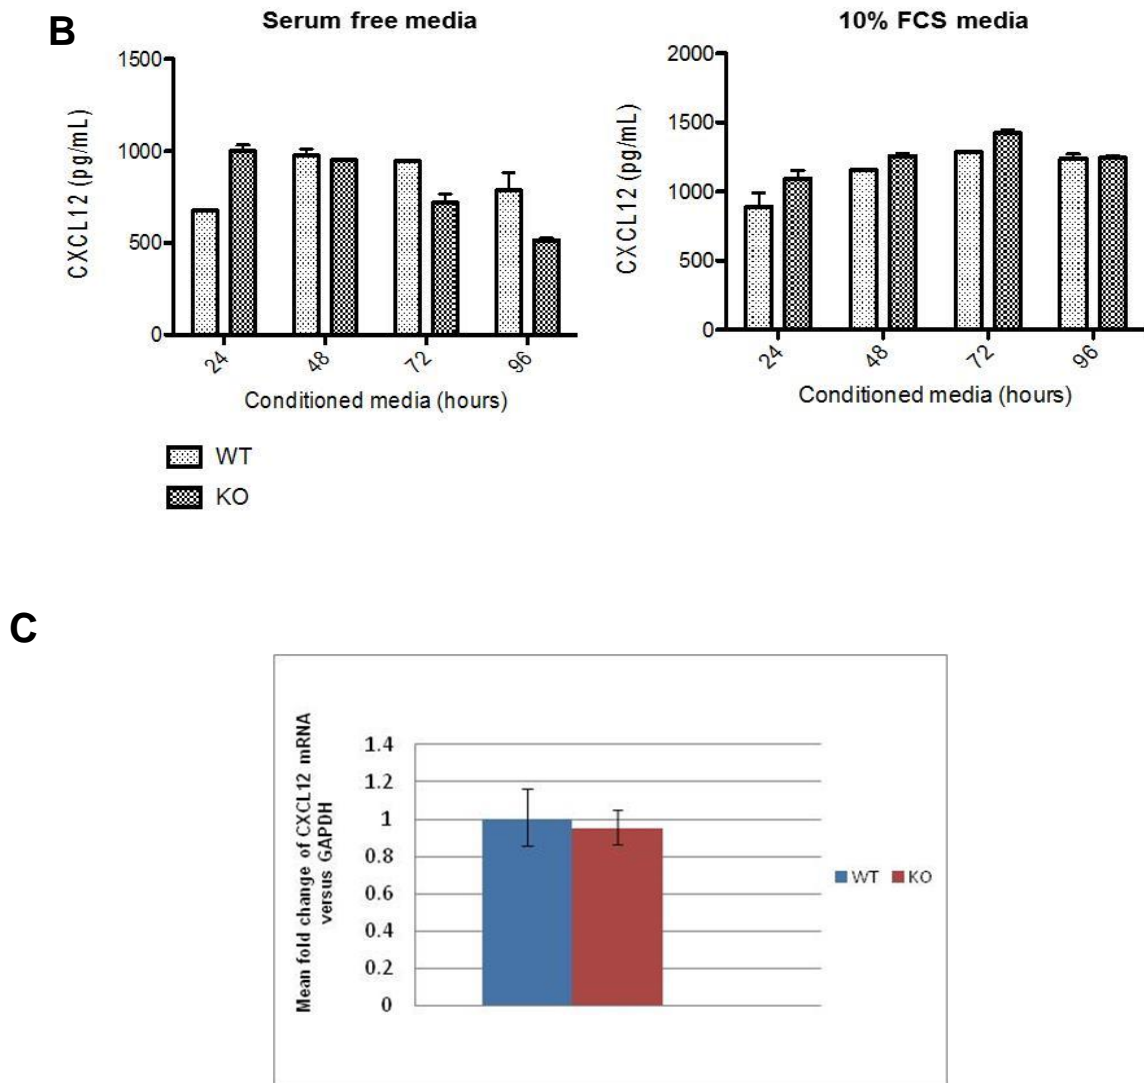 B
Serum free media
CXCL12 (pg/mL)
1500
1000
500
0
24
48
72
96
Conditioned media (hours)
10% FCS media
CXCL12 (pg/mL)
2000
1500
1000
500
0
24
48
72
96
Conditioned media (hours)
WT
KO
C
Mean fold change of CXCL12 mRNA
versus GAPDH
1.4
1.2
1
0.8
0.6
0.4
0.2
0
WT KO